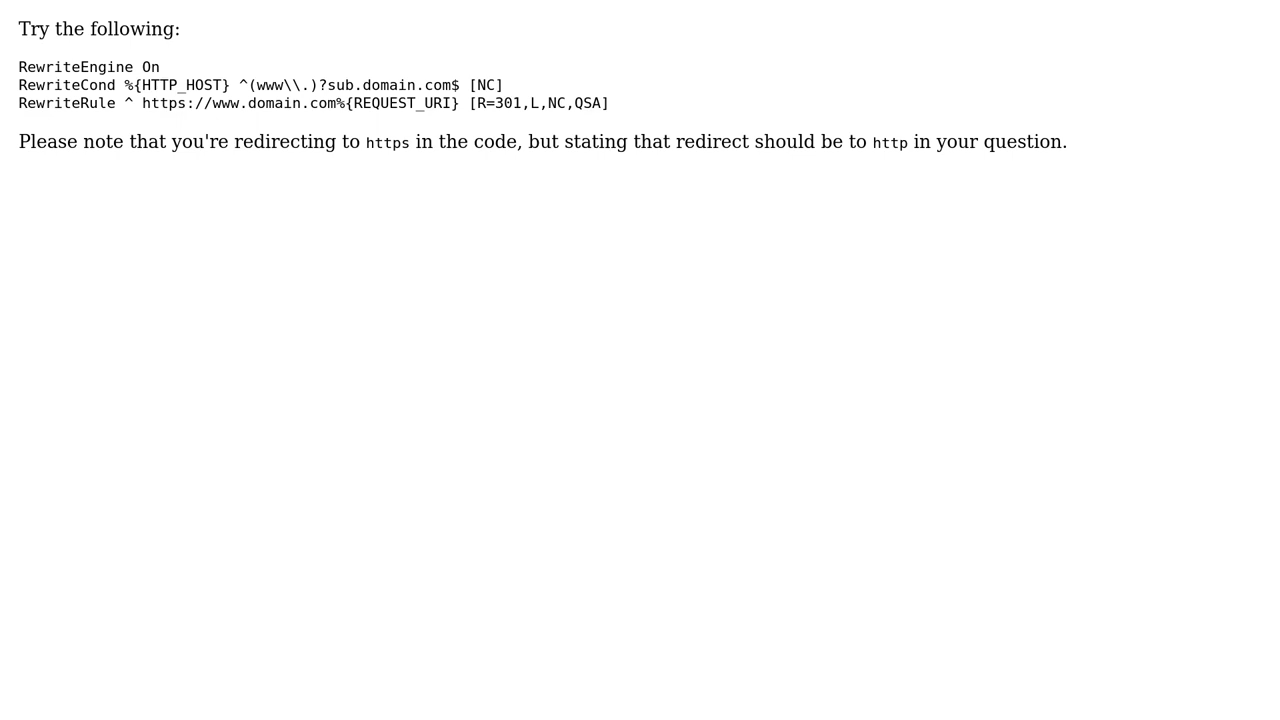 Try the following:
RewriteEngine On
RewriteCond %{HTTP_HOST} ^(www\\.)?sub.domain.com$ [NC]
RewriteRule ^ https://www.domain.com%{REQUEST_URI} [R=301,L,NC,QSA]
Please note that you're redirecting to https in the code, but stating that redirect should be to http in your question.